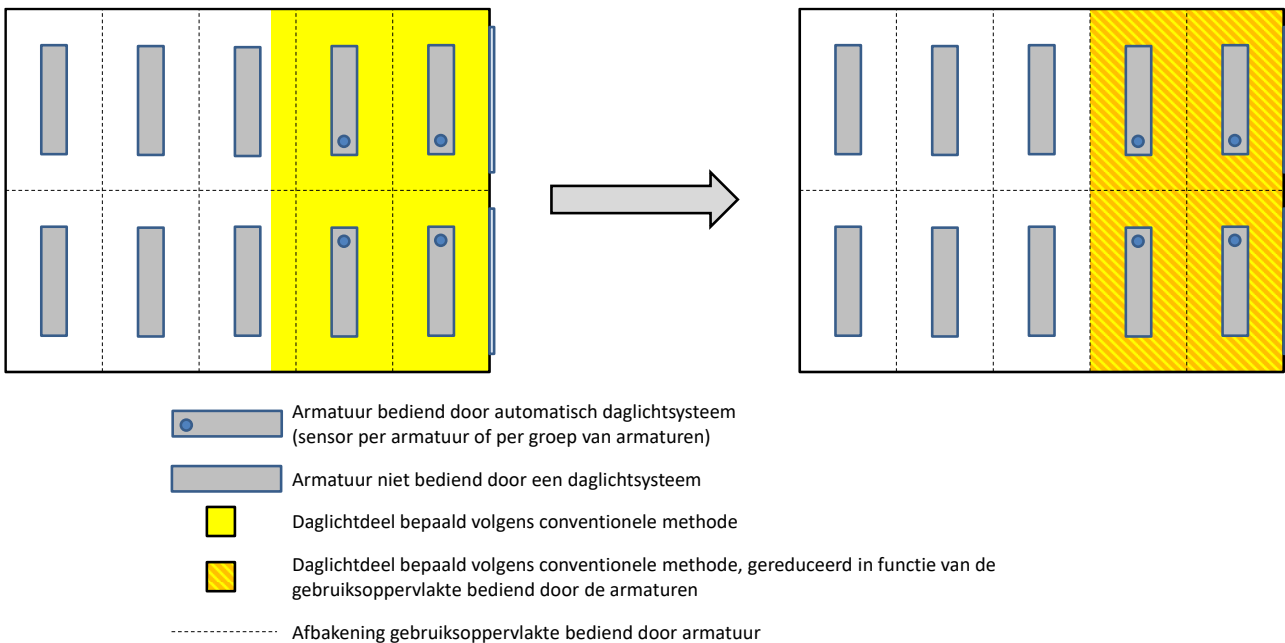 Armatuur bediend door automatisch daglichtsysteem
(sensor per armatuur of per groep van armaturen)
Armatuur niet bediend door een daglichtsysteem
Daglichtdeel bepaald volgens conventionele methode
Daglichtdeel bepaald volgens conventionele methode, gereduceerd in functie van de
gebruiksoppervlakte bediend door de armaturen
Afbakening gebruiksoppervlakte bediend door armatuur